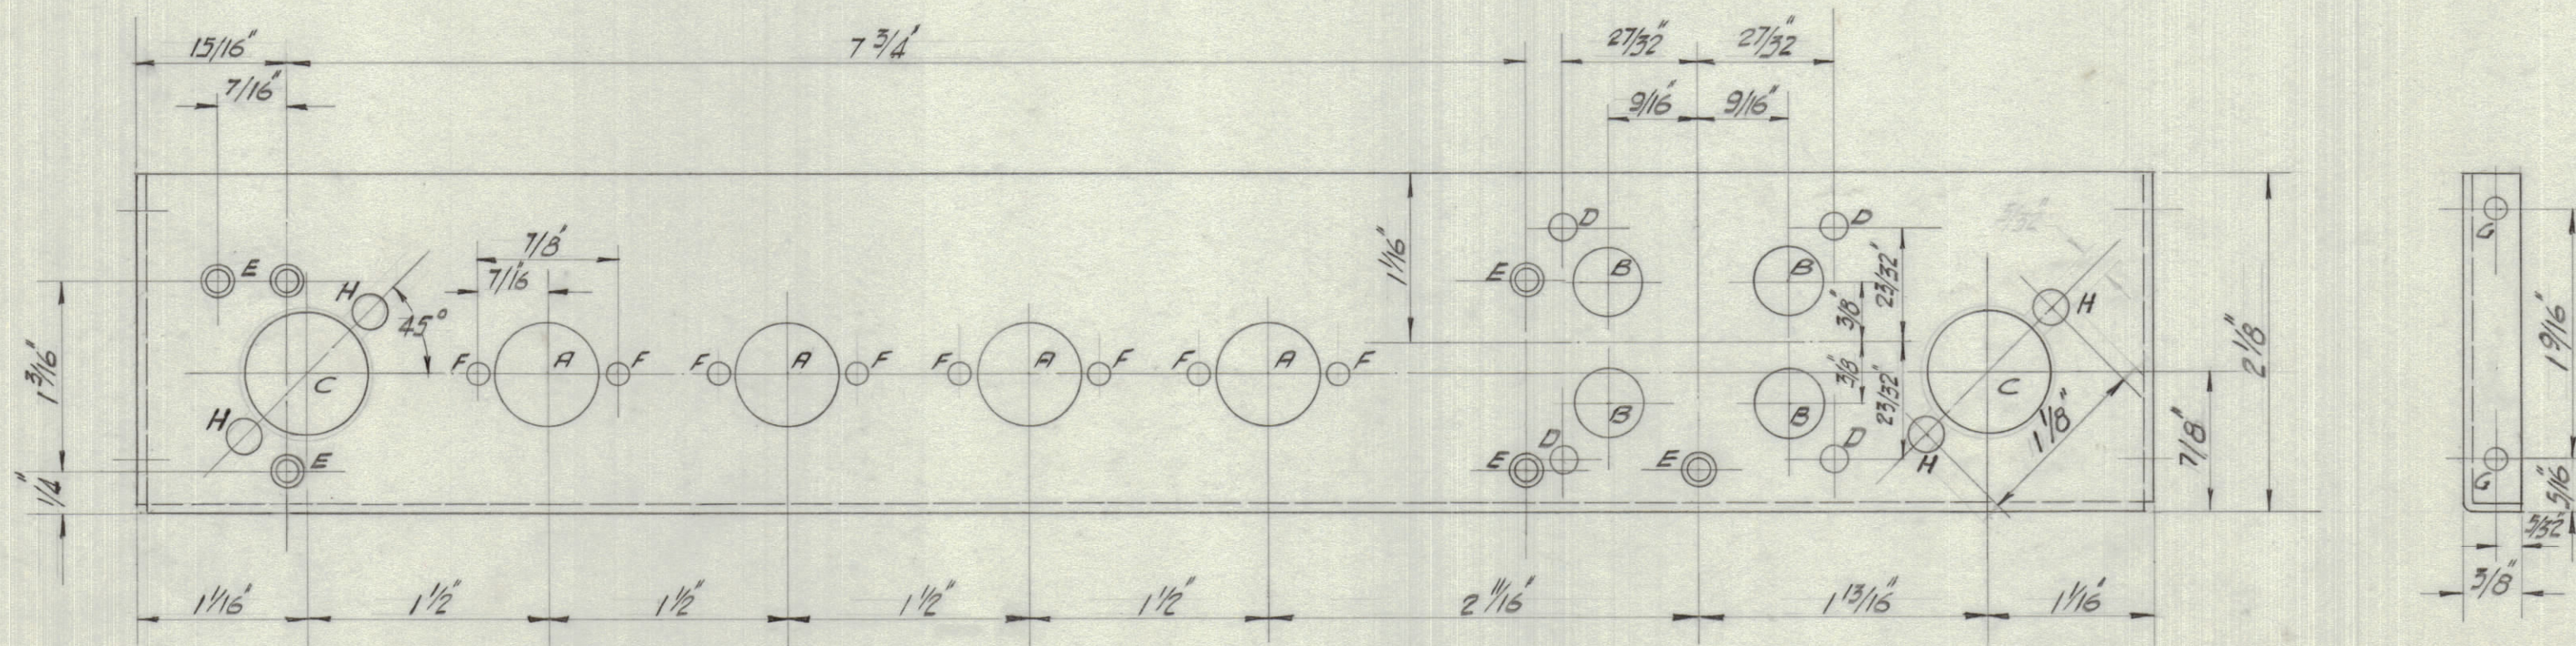 15/16" 7 3/4" 27/32" 27/32"
7/16" 9/16" 9/16"
1 1/16"
D D
7/8" 23/32"
E E B B G
7/16 3/8"
H H
45° 2 1/8" 1 9/16"
1 3/16" F A F F A F F A F F A F 3/8" 23/32"
C C
H B B 1 1/8" 7/8"
D D
E E E H
1/4" G 5/16"
5/32"
1 1/16" 1 1/2" 1 1/2" 1 1/2" 1 1/2" 2 11/16" 1 13/16" 1 1/16" 3/8"